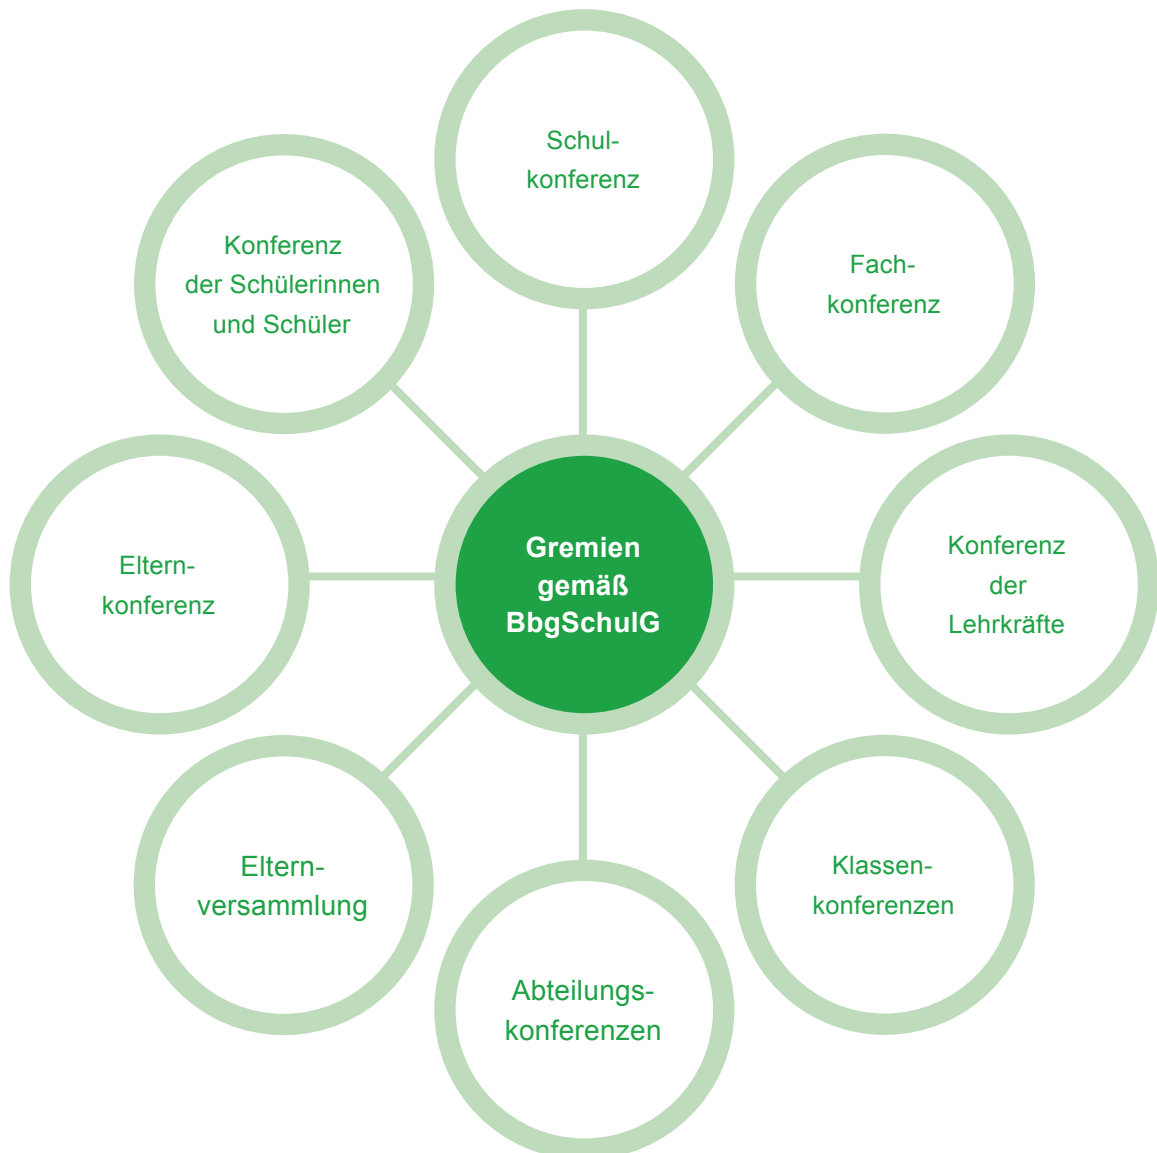 Schul-
konferenz
Fach-
konferenz
Konferenz
der
Lehrkräfte
Klassen-
konferenzen
Abteilungs-
konferenzen
Eltern-
versammlung
Eltern-
konferenz
Konferenz
der Schülerinnen
und Schüler
Gremien
gemäß
BbgSchulG